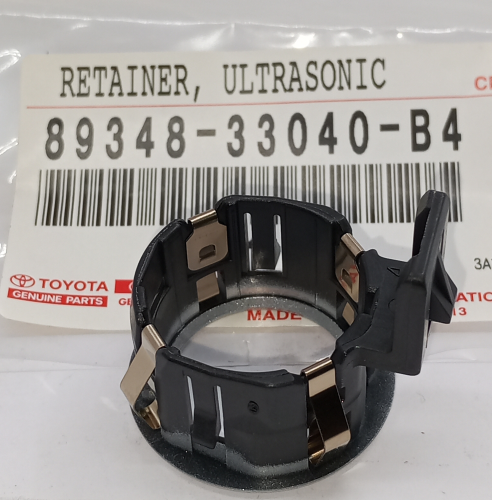 RETAINER, ULTRASONIC
89348-33040-B4
TOYOTA
GENUINE PARTS
MADE